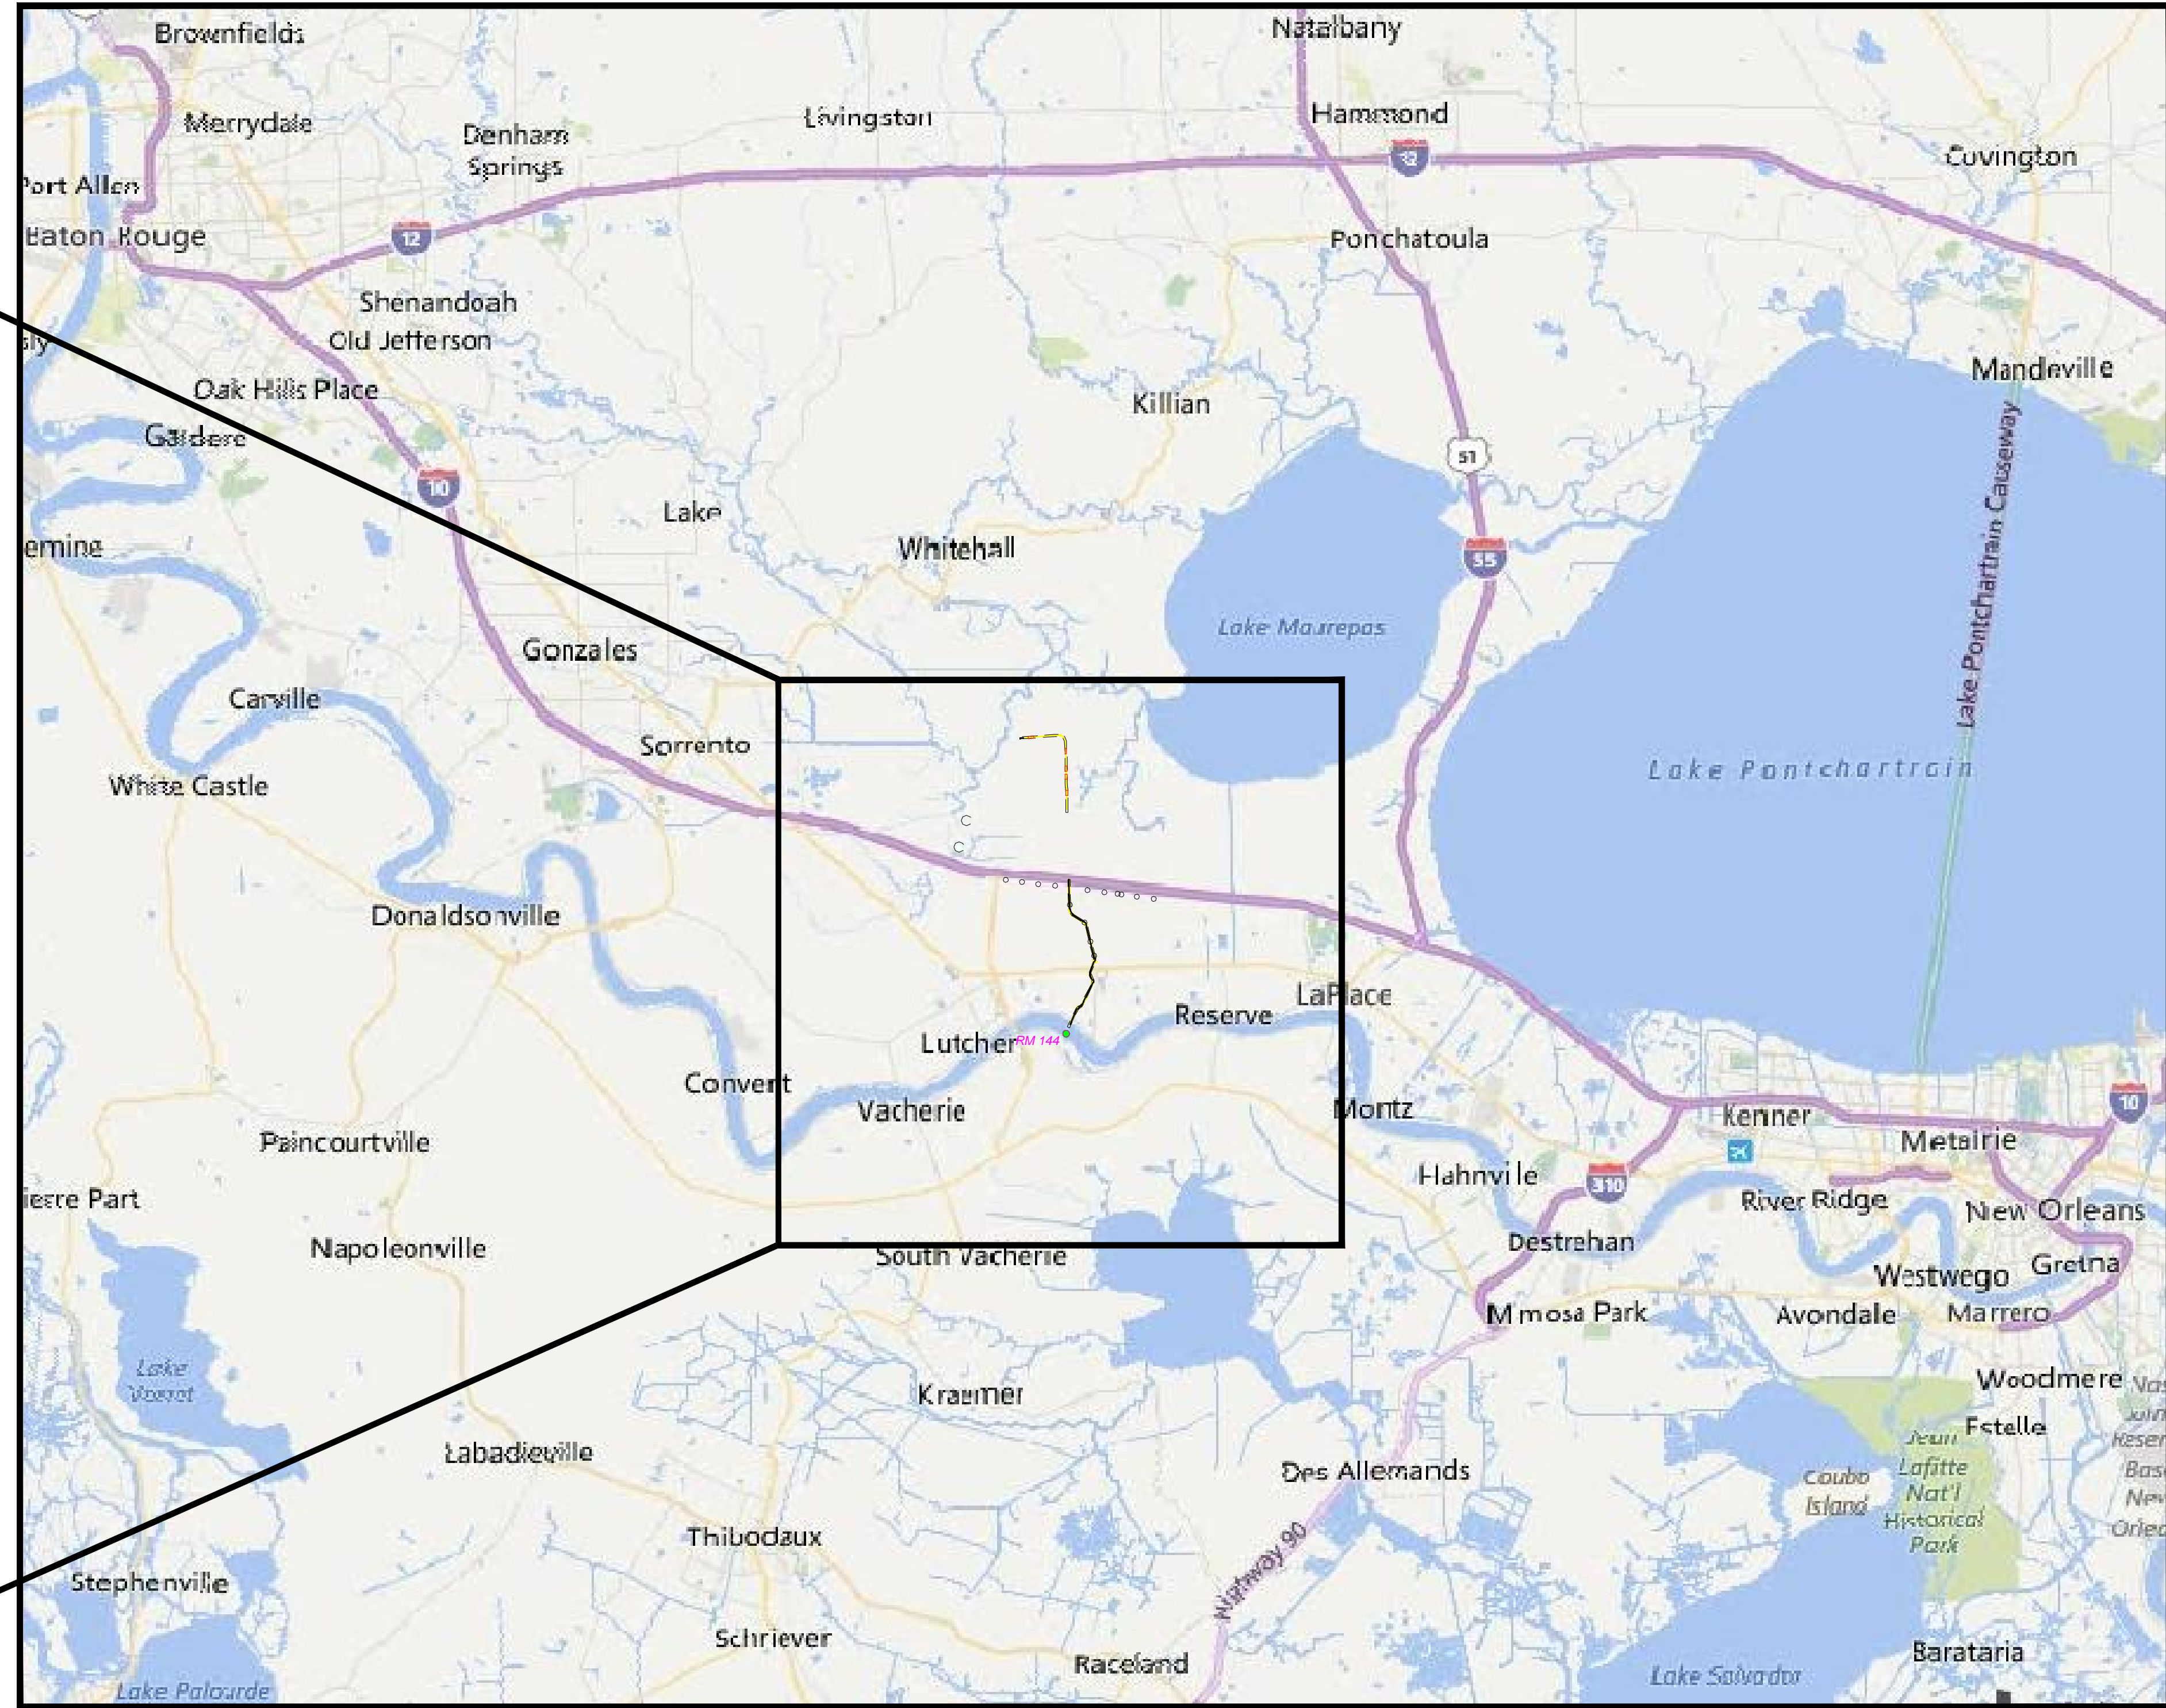 Brownfields
Natalbany
Merrydale
Denham
Springs
Livingston
Hammond
Covington
Port Allen
Baton Rouge
12
Ponchatoula
Shenandoah
Old Jefferson
Oak Hills Place
Mandeville
Killian
Gardere
51
10
Lake
Whitehall
emine
55
Lake Pontchartrain Causeway
Lake Maurepas
Gonzales
Carville
Sorrento
White Castle
Lake Pontchartrain
Donaldsonville
LaPlace
Reserve
Lutcher
RM 144
Convent
Vacherie
Montz
Kenner
10
Paincourtville
Metairie
Hahnville
310
ierre Part
River Ridge
New Orleans
Napoleonville
South Vacherie
Destrehan
Westwego
Gretna
Mimosa Park
Avondale
Marrero
Lake
Verret
Kraemer
Woodmere
Estelle
Jean
Lafitte
Nat'l
Historical
Park
Labadieville
Des Allemands
Couba
Island
Thibodaux
Highway 90
Stephenville
Schriever
Raceland
Barataria
Lake Salvador
Lake Palourde